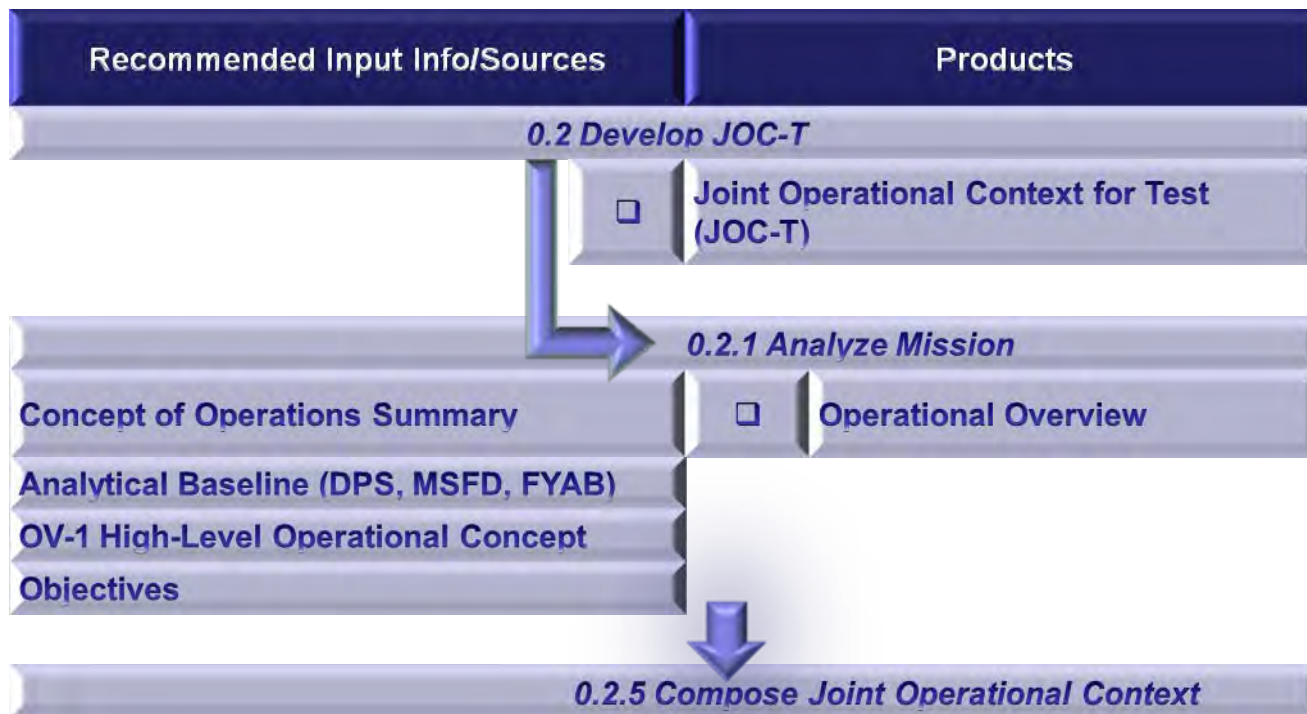 Recommended Input Info/Sources
Products
0.2 Develop JOC-T
Joint Operational Context for Test
(JOC-T)
0.2.1 Analyze Mission
Concept of Operations Summary
Operational Overview
Analytical Baseline (DPS, MSFD, FYAB)
OV-1 High-Level Operational Concept
Objectives
0.2.5 Compose Joint Operational Context